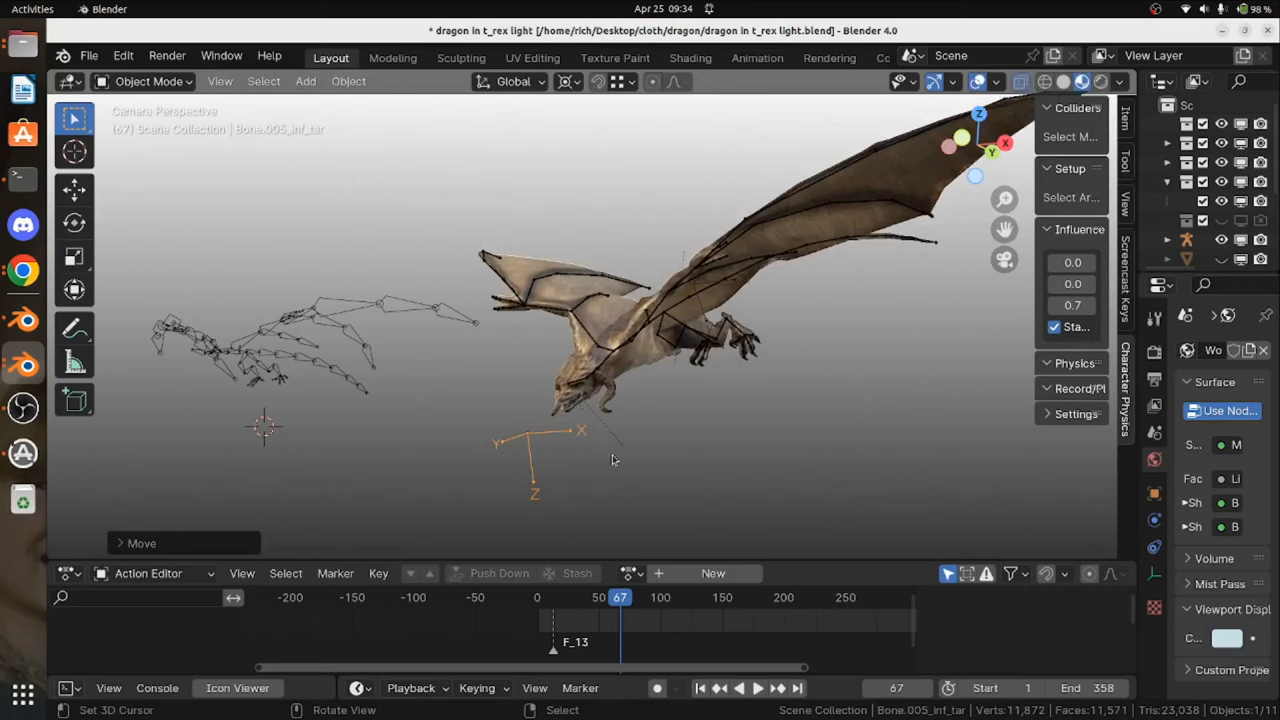 Activities Blender Apr 25 09:34 98 %
* dragon in t_rex light [/home/rich/Desktop/cloth/dragon/dragon in t_rex light.blend] - Blender 4.0
File Edit Render Window Help Layout Modeling Sculpting UV Editing Texture Paint Shading Animation Rendering Co Scene View Layer
Object Mode View Select Add Object Global
Camera Perspective
(67) Scene Collection | Bone.005_inf_tar
Z
X
Y
Colliders
Select M...
Setup
Select Ar...
Influence
0.0
0.0
0.7
Sta...
Physics
Record/Pl
Settings
Item
Tool
View
Screencast Keys
Character Physics
Sc
Wo
Surface
Use Nod...
S... M
Fac Li
Sh B
Sh B
Volume
Mist Pass
Viewport Displ
C...
Custom Prope
X
Y
Z
Move
Action Editor View Select Marker Key Push Down Stash New
-200 -150 -100 -50 0 50 67 100 150 200 250
F_13
View Console Icon Viewer Playback Keying View Marker 67 Start 1 End 358
Set 3D Cursor Rotate View Select Scene Collection | Bone.005_inf_tar | Verts:11,872 | Faces:11,571 | Tris:23,038 | Objects:1/11